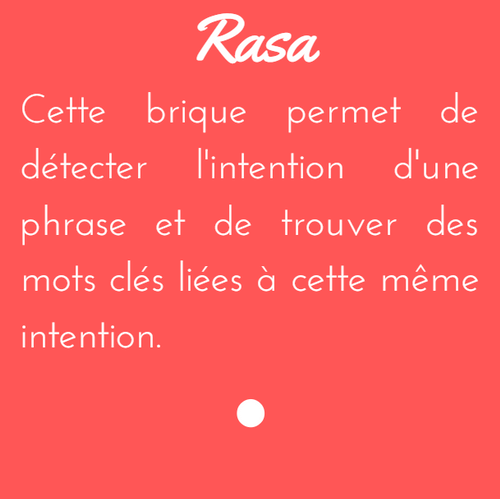 Rasa
Cette brique permet de
détecter l'intention d'une
phrase et de trouver des
mots clés liées à cette même
intention.